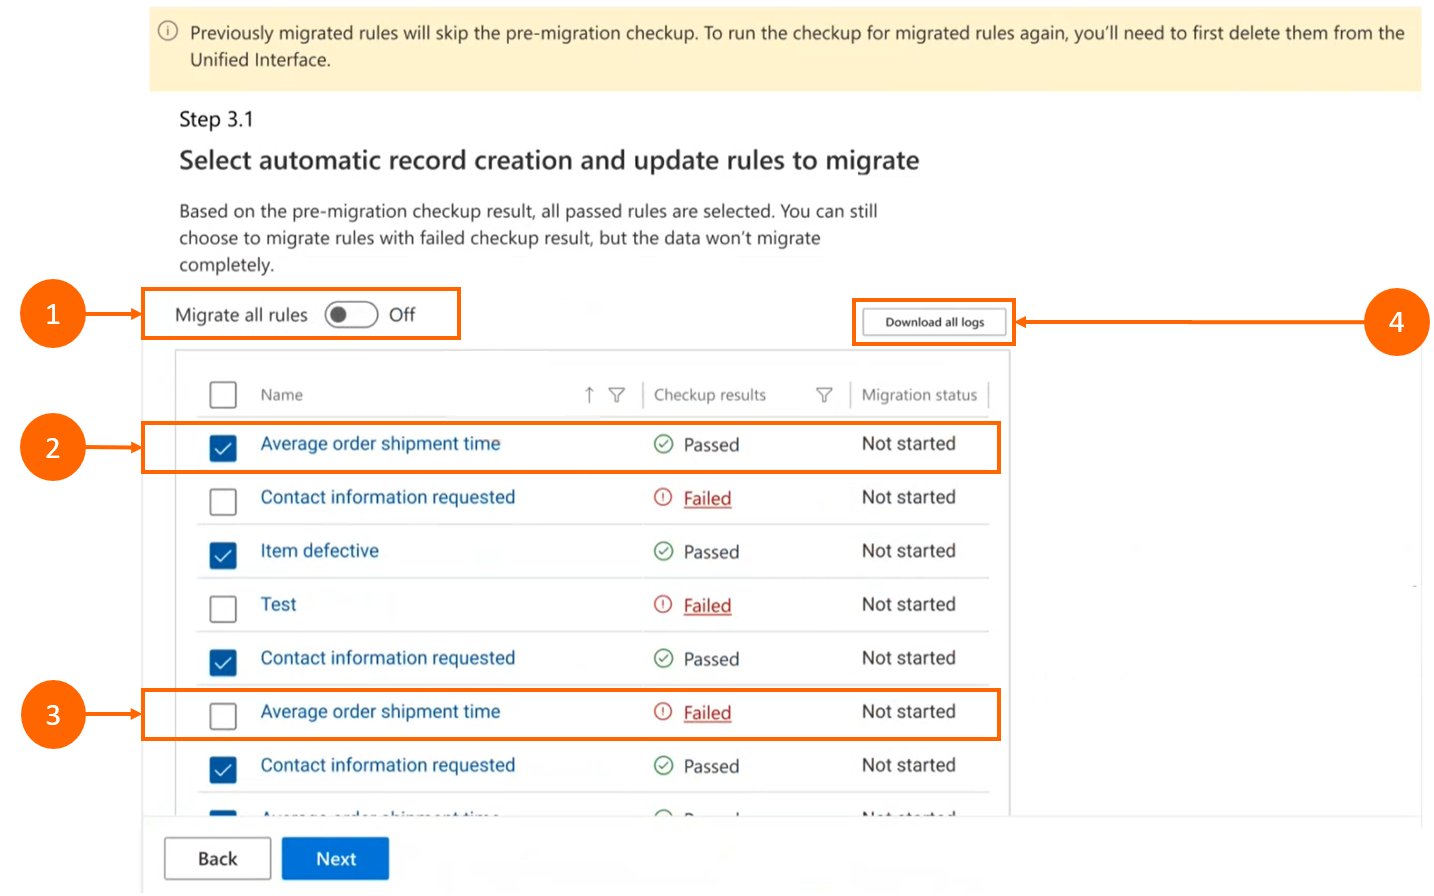 Previously migrated rules will skip the pre-migration checkup. To run the checkup for migrated rules again, you'll need to first delete them from the
Unified Interface.
Step 3.1
Select automatic record creation and update rules to migrate
Based on the pre-migration checkup result, all passed rules are selected. You can still
choose to migrate rules with failed checkup result, but the data won't migrate
completely.
1 Migrate all rules Off
Download all logs 4
Name Checkup results Migration status
2 Average order shipment time Passed Not started
Contact information requested Failed Not started
Item defective Passed Not started
Test Failed Not started
Contact information requested Passed Not started
3 Average order shipment time Failed Not started
Contact information requested Passed Not started
Back Next